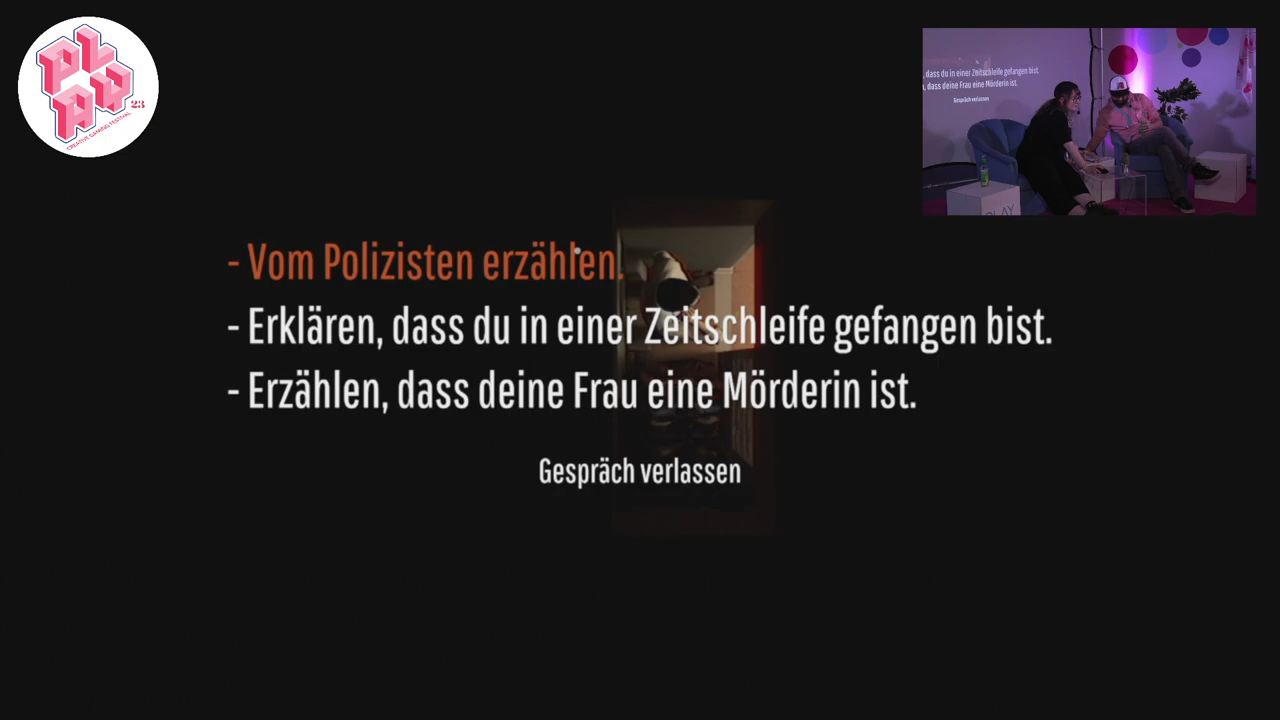 PLAY
23
CREATIVE GAMING FESTIVAL
, dass du in einer Zeitschleife gefangen bist.
, dass deine Frau eine Mörderin ist.
Gespräch verlassen
PLAY
- Vom Polizisten erzählen.
- Erklären, dass du in einer Zeitschleife gefangen bist.
- Erzählen, dass deine Frau eine Mörderin ist.
Gespräch verlassen